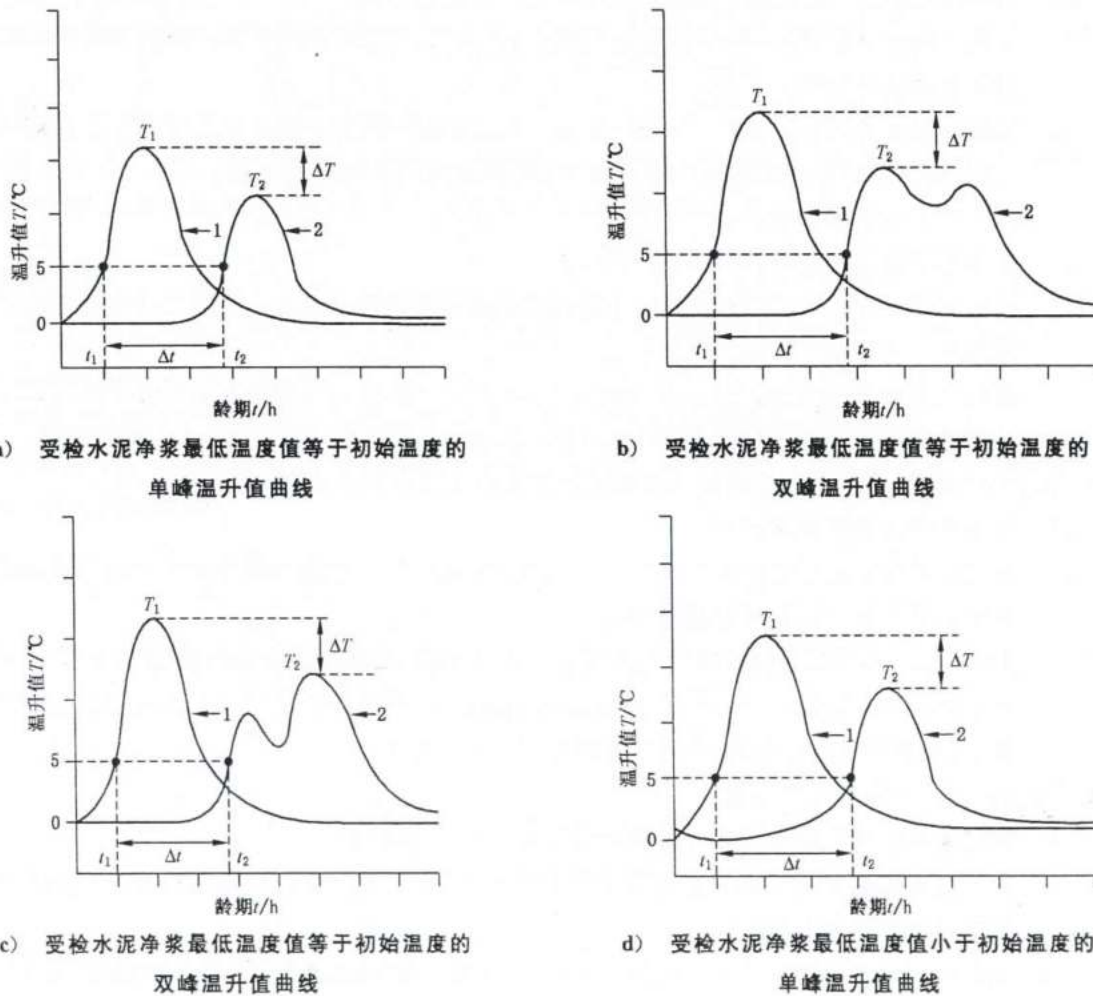 温升值T/℃
T₁
ΔT
T₂
1
2
5
0
t₁
Δt
t₂
龄期t/h
a) 受检水泥净浆最低温度值等于初始温度的
单峰温升值曲线
温升值T/℃
T₁
ΔT
T₂
1
2
5
0
t₁
Δt
t₂
龄期t/h
b) 受检水泥净浆最低温度值等于初始温度的
双峰温升值曲线
温升值T/℃
T₁
ΔT
T₂
1
2
5
0
t₁
Δt
t₂
龄期t/h
c) 受检水泥净浆最低温度值等于初始温度的
双峰温升值曲线
温升值T/℃
T₁
ΔT
T₂
1
2
5
0
t₁
Δt
t₂
龄期t/h
d) 受检水泥净浆最低温度值小于初始温度的
单峰温升值曲线